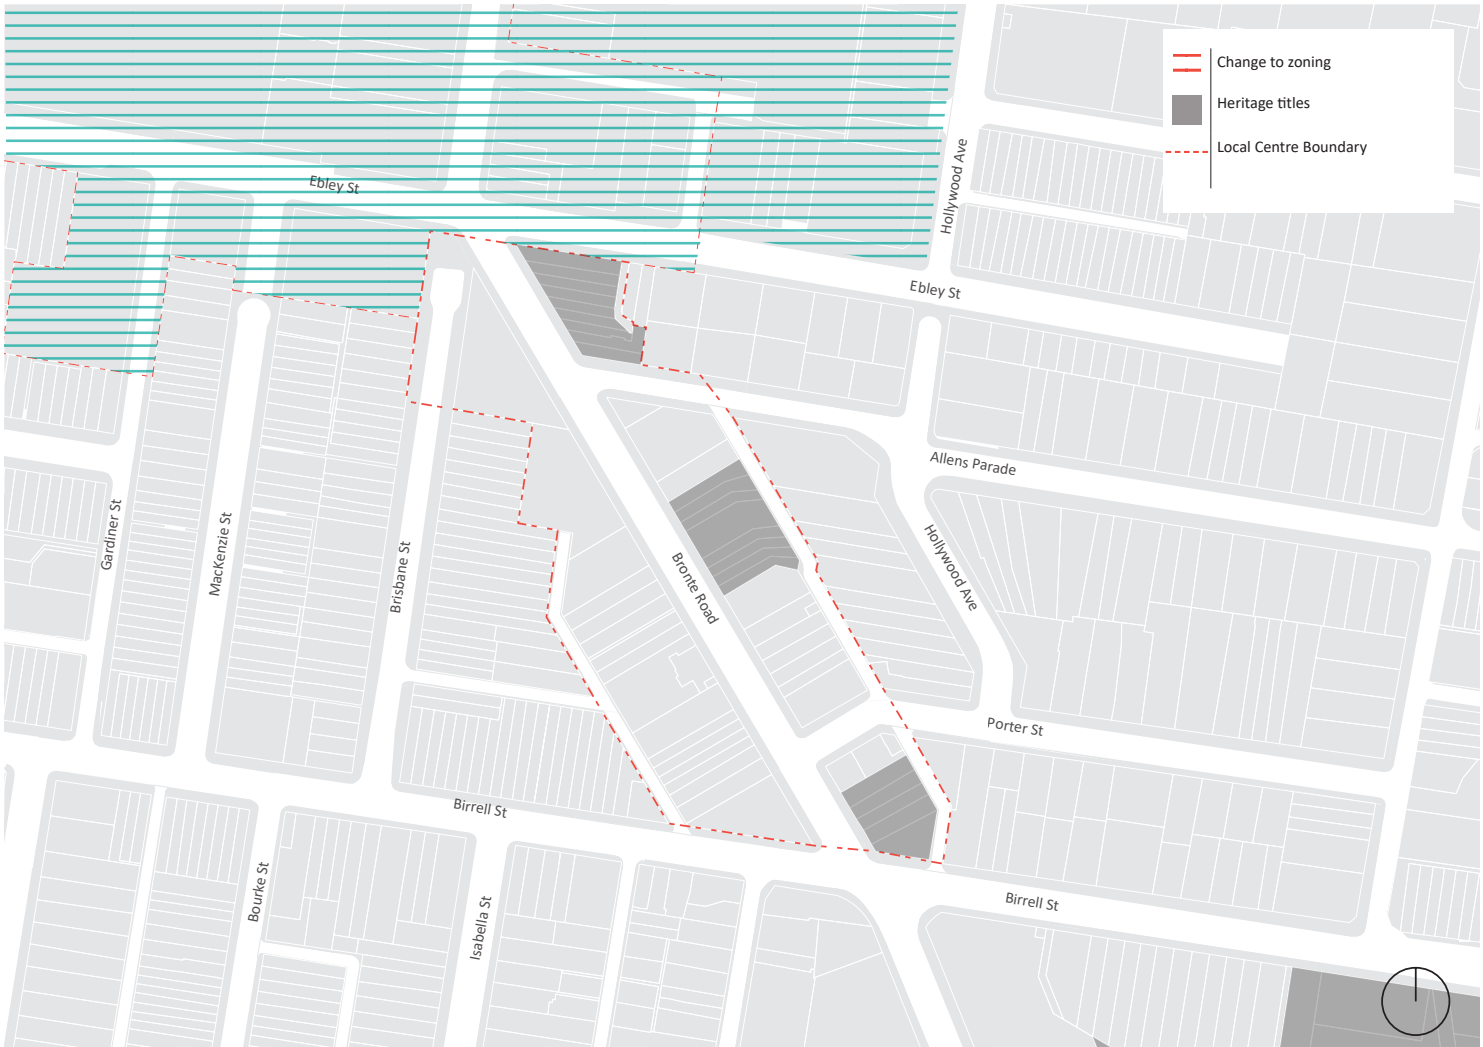 Change to zoning
Heritage titles
Local Centre Boundary
Hollywood Ave
Ebley St
Ebley St
Allens Parade
Gardiner St
MacKenzie St
Brisbane St
Bronte Road
Hollywood Ave
Porter St
Birrell St
Bourke St
Isabella St
Birrell St